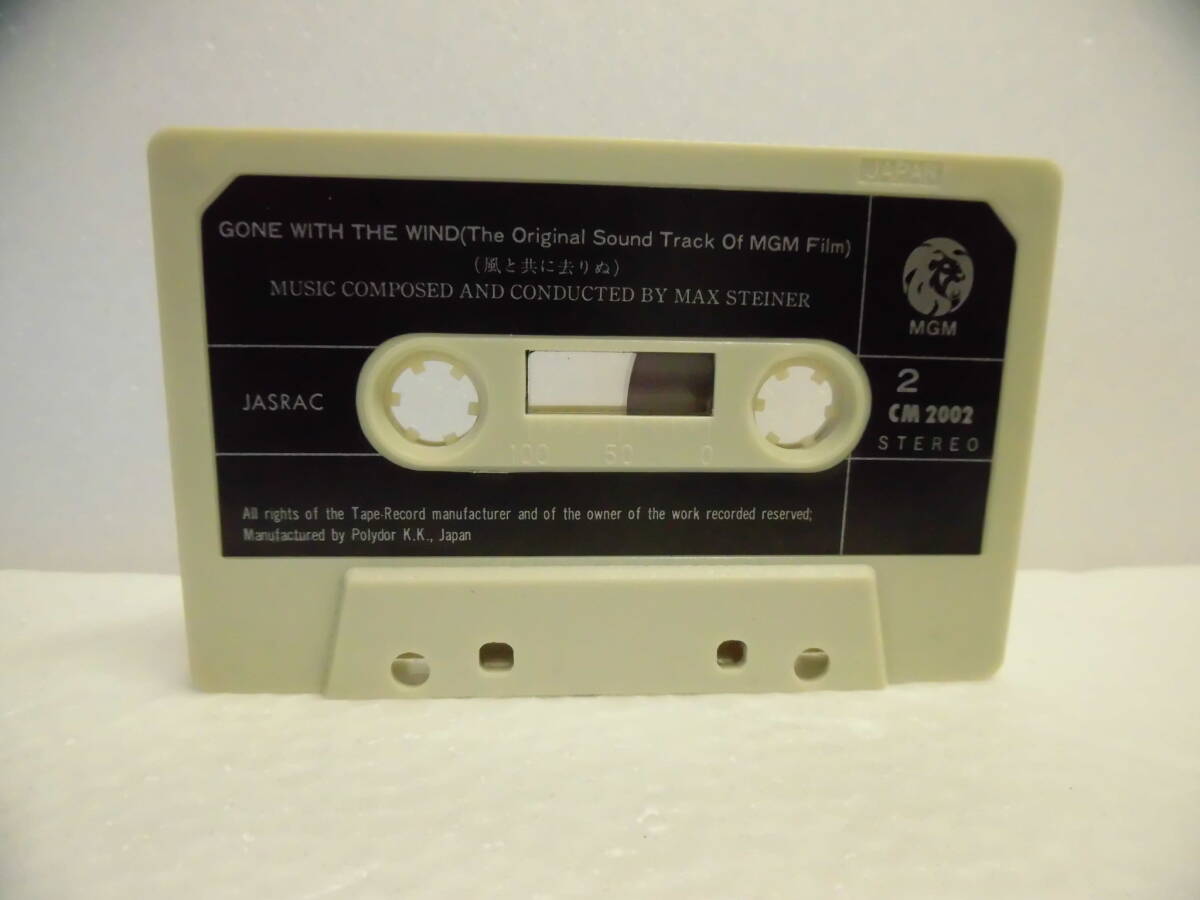 JAPAN
GONE WITH THE WIND(The Original Sound Track Of MGM Film)
(風と共に去りぬ)
MUSIC COMPOSED AND CONDUCTED BY MAX STEINER
MGM
JASRAC
2
CM 2002
STEREO
100 50 0
All rights of the Tape-Record manufacturer and of the owner of the work recorded reserved;
Manufactured by Polydor K.K., Japan